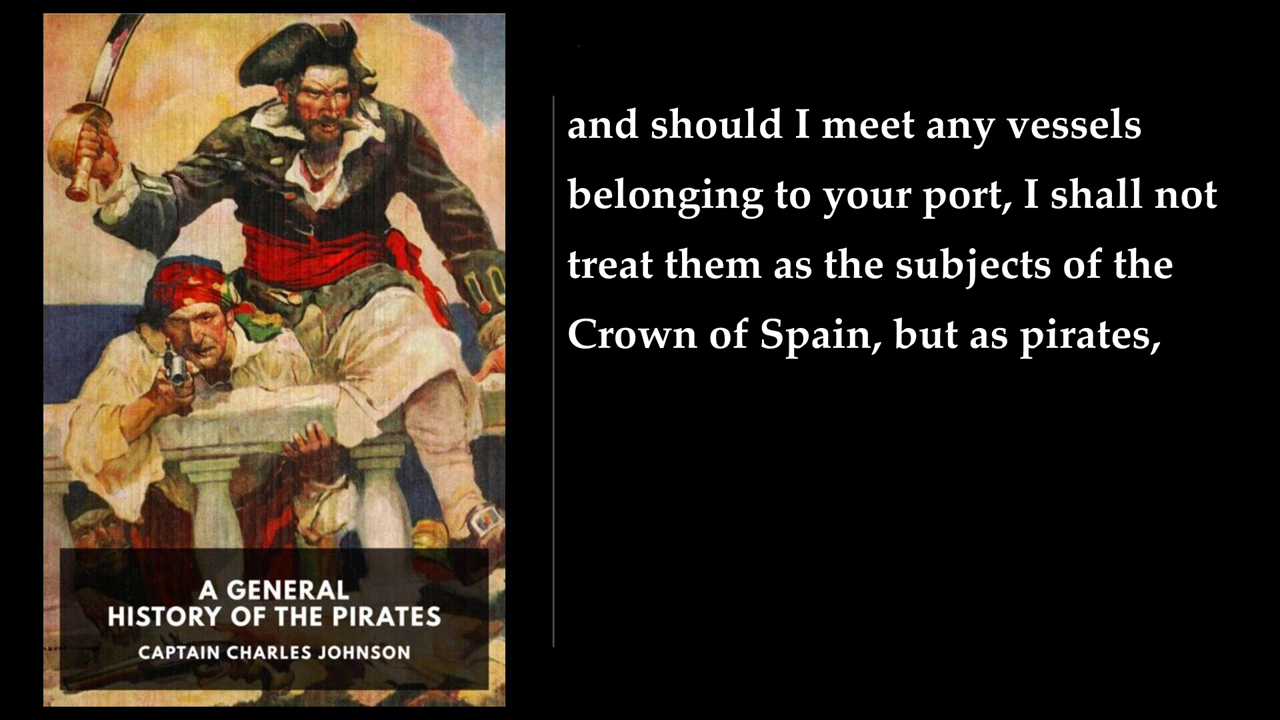 and should I meet any vessels
belonging to your port, I shall not
treat them as the subjects of the
Crown of Spain, but as pirates,
A GENERAL
HISTORY OF THE PIRATES
CAPTAIN CHARLES JOHNSON